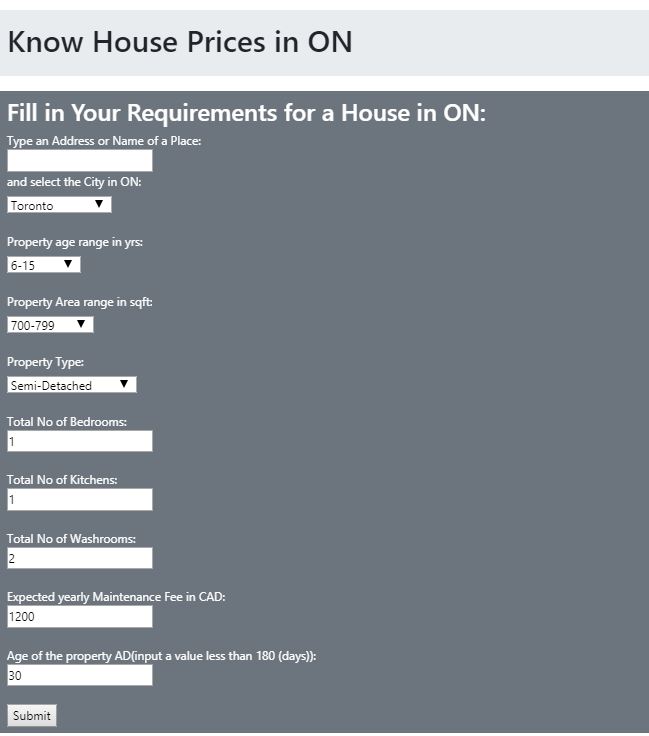 Know House Prices in ON
Fill in Your Requirements for a House in ON:
Type an Address or Name of a Place:
and select the City in ON:
Toronto
Property age range in yrs:
6-15
Property Area range in sqft:
700-799
Property Type:
Semi-Detached
Total No of Bedrooms:
1
Total No of Kitchens:
1
Total No of Washrooms:
2
Expected yearly Maintenance Fee in CAD:
1200
Age of the property AD(input a value less than 180 (days)):
30
Submit